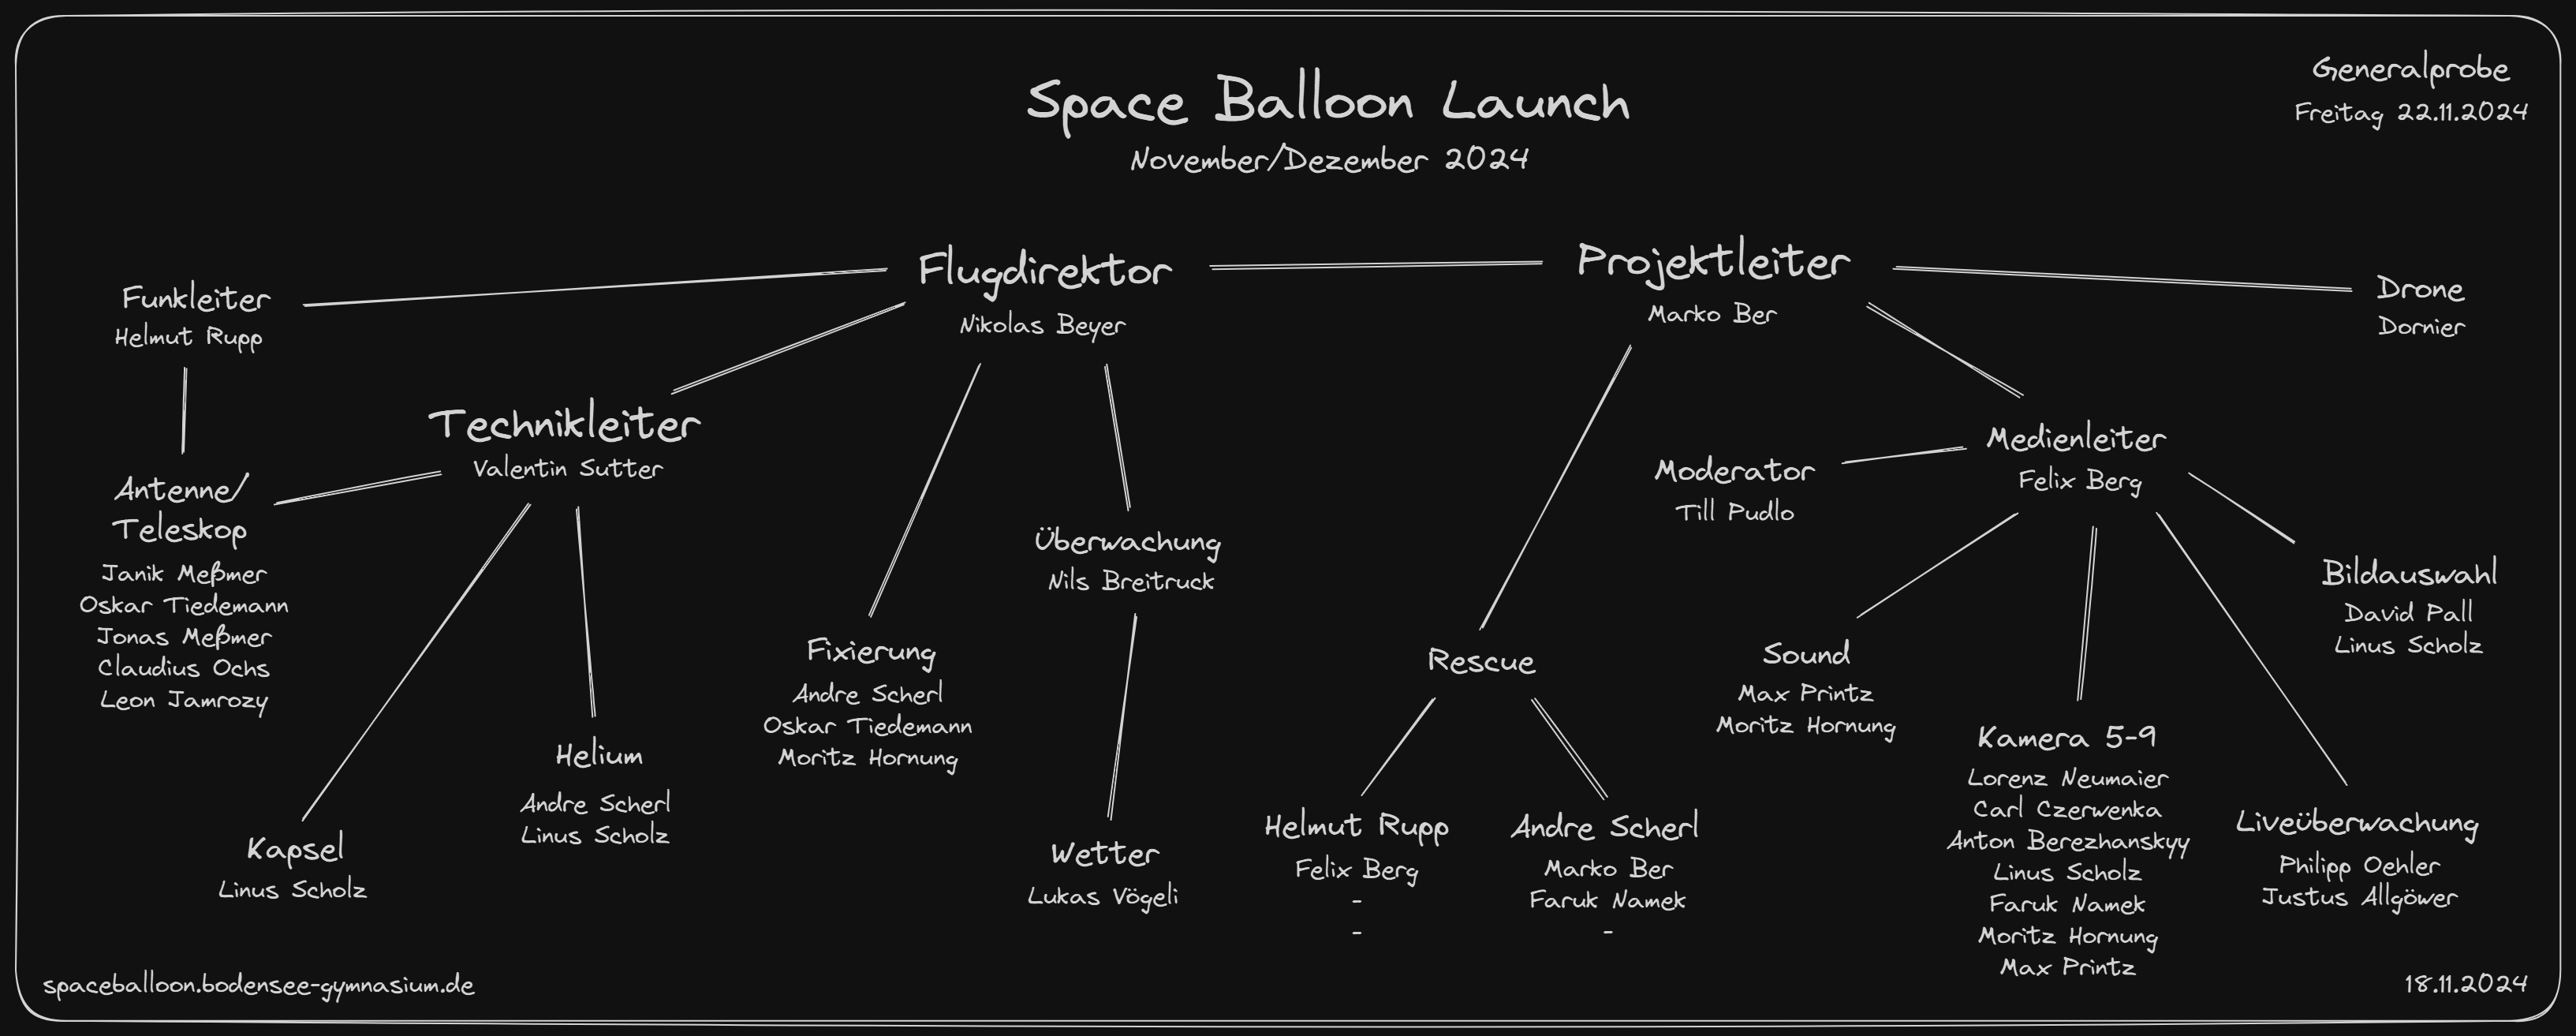 Space Balloon Launch
November/Dezember 2024
Generalprobe
Freitag 22.11.2024
Flugdirektor
Nikolas Beyer
Projektleiter
Marko Ber
Funkleiter
Helmut Rupp
Drone
Dornier
Technikleiter
Valentin Sutter
Antenne/
Teleskop
Janik Meßmer
Oskar Tiedemann
Jonas Meßmer
Claudius Ochs
Leon Jamrozy
Kapsel
Linus Scholz
Helium
Andre Scherl
Linus Scholz
Fixierung
Andre Scherl
Oskar Tiedemann
Moritz Hornung
Überwachung
Nils Breitruck
Wetter
Lukas Vögeli
Rescue
Helmut Rupp
Felix Berg
-
-
Andre Scherl
Marko Ber
Faruk Namek
-
Medienleiter
Felix Berg
Moderator
Till Pudlo
Sound
Max Printz
Moritz Hornung
Kamera 5-9
Lorenz Neumaier
Carl Czerwenka
Anton Berezhanskyy
Linus Scholz
Faruk Namek
Moritz Hornung
Max Printz
Liveüberwachung
Philipp Oehler
Justus Allgöwer
Bildauswahl
David Pall
Linus Scholz
spaceballoon.bodensee-gymnasium.de
18.11.2024